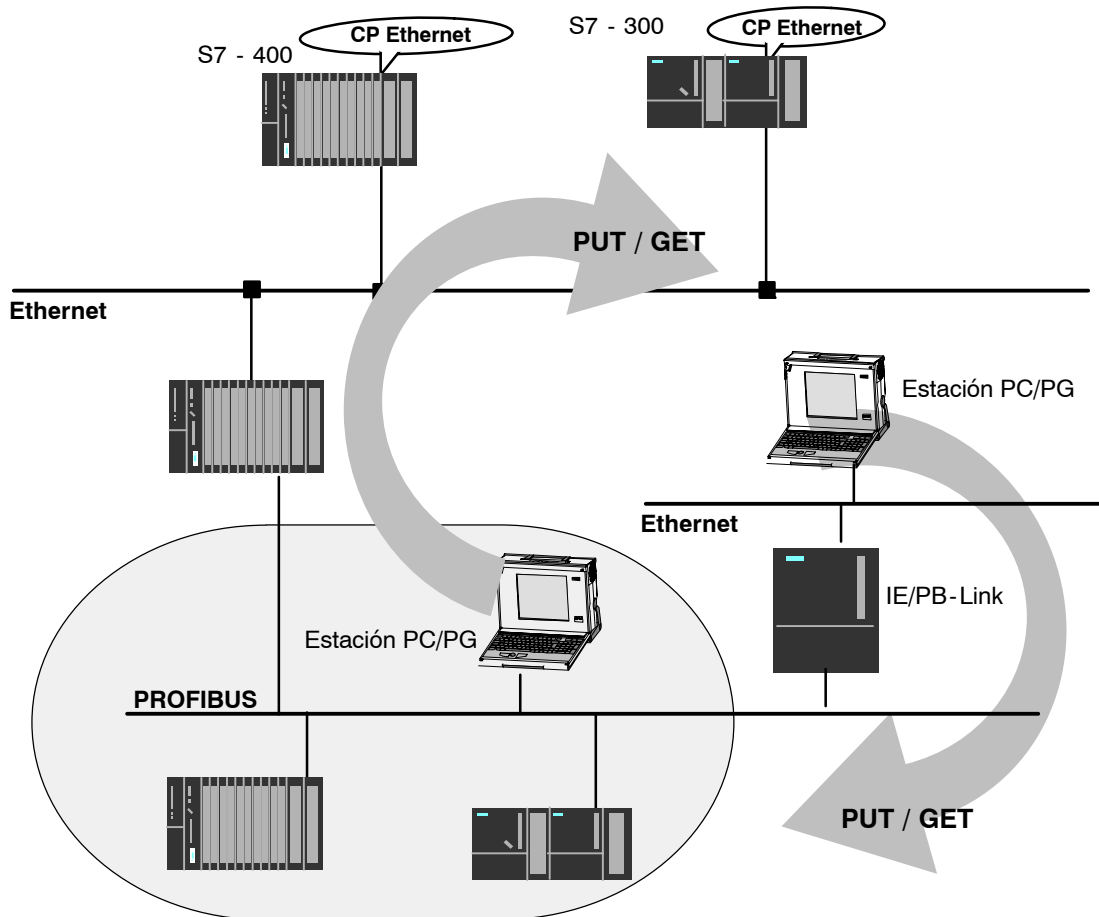 CP Ethernet
S7 - 400
S7 - 300
CP Ethernet
PUT / GET
Ethernet
Estación PC/PG
Ethernet
IE/PB-Link
Estación PC/PG
PROFIBUS
PUT / GET